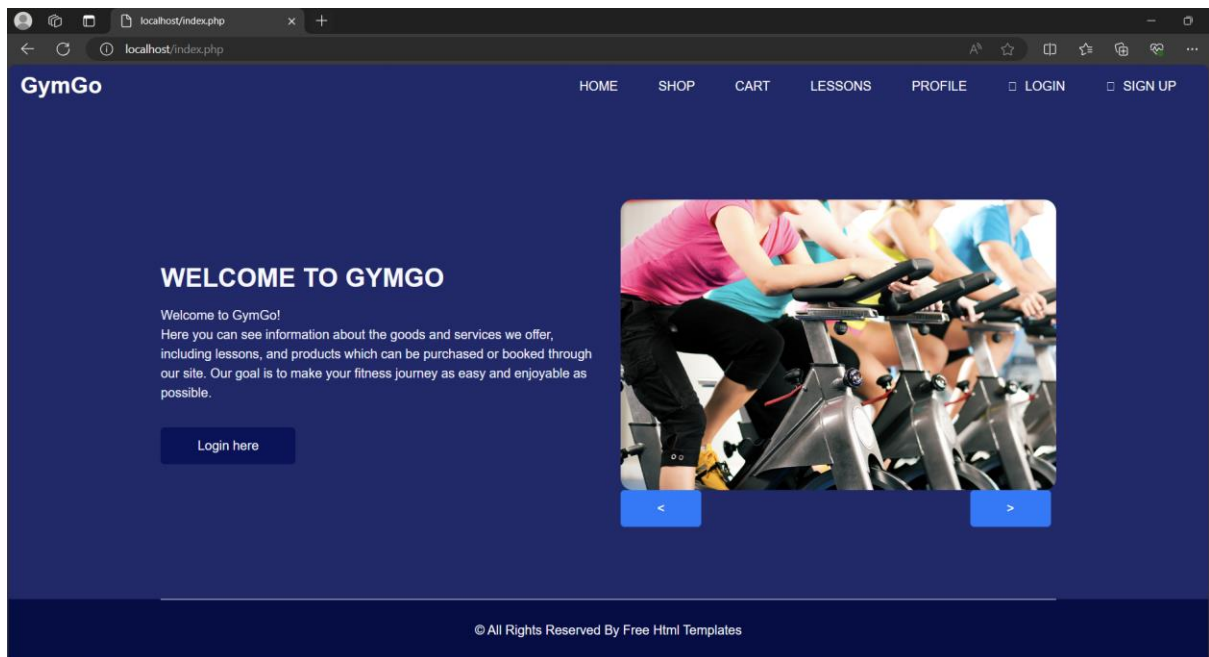 localhost/index.php
localhost/index.php
GymGo
HOME SHOP CART LESSONS PROFILE LOGIN SIGN UP
WELCOME TO GYMGO
Welcome to GymGo!
Here you can see information about the goods and services we offer,
including lessons, and products which can be purchased or booked through
our site. Our goal is to make your fitness journey as easy and enjoyable as
possible.
Login here
< >
© All Rights Reserved By Free Html Templates